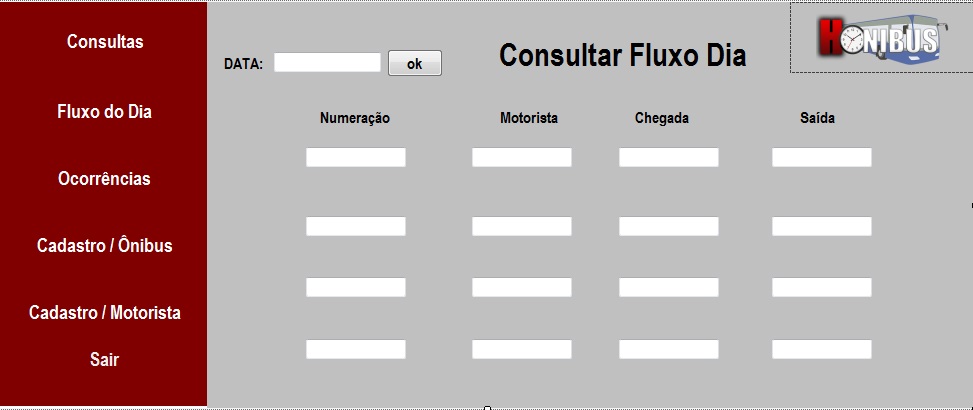 Consultas
Fluxo do Dia
Ocorrências
Cadastro / Ônibus
Cadastro / Motorista
Sair
DATA:
ok
Consultar Fluxo Dia
HONIBUS
Numeração Motorista Chegada Saída